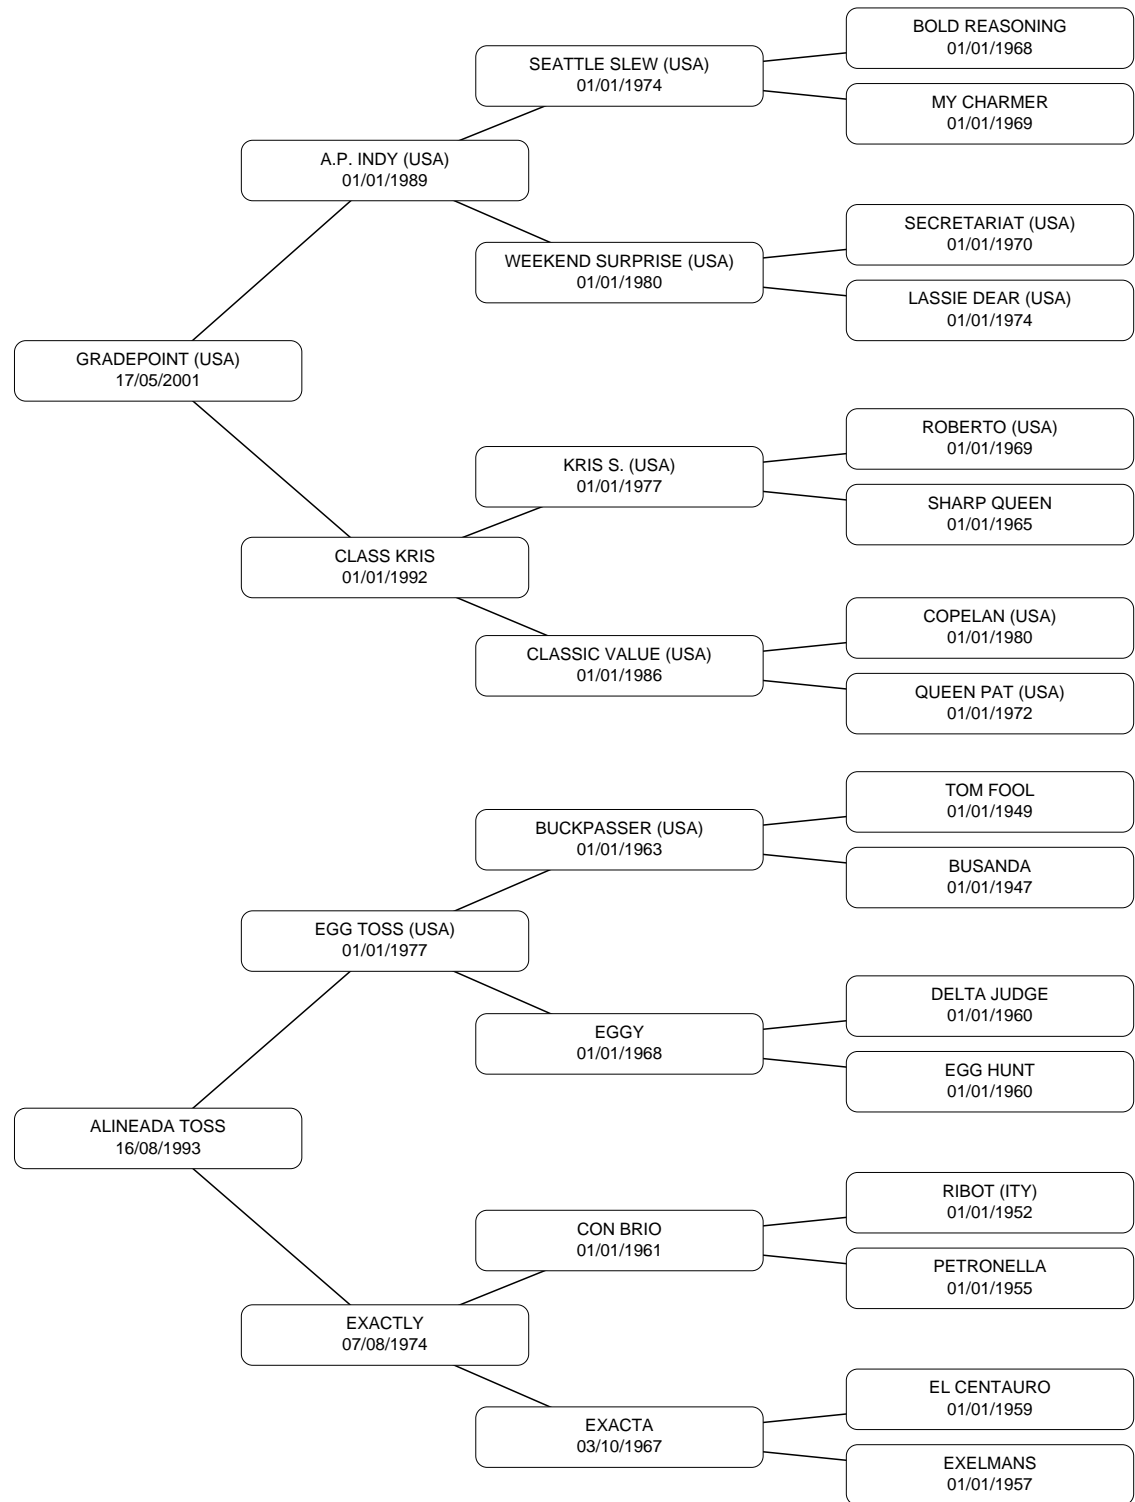 BOLD REASONING
01/01/1968
SEATTLE SLEW (USA)
01/01/1974
MY CHARMER
01/01/1969
A.P. INDY (USA)
01/01/1989
SECRETARIAT (USA)
01/01/1970
WEEKEND SURPRISE (USA)
01/01/1980
LASSIE DEAR (USA)
01/01/1974
GRADEPOINT (USA)
17/05/2001
ROBERTO (USA)
01/01/1969
KRIS S. (USA)
01/01/1977
SHARP QUEEN
01/01/1965
CLASS KRIS
01/01/1992
COPELAN (USA)
01/01/1980
CLASSIC VALUE (USA)
01/01/1986
QUEEN PAT (USA)
01/01/1972
TOM FOOL
01/01/1949
BUCKPASSER (USA)
01/01/1963
BUSANDA
01/01/1947
EGG TOSS (USA)
01/01/1977
DELTA JUDGE
01/01/1960
EGGY
01/01/1968
EGG HUNT
01/01/1960
ALINEADA TOSS
16/08/1993
RIBOT (ITY)
01/01/1952
CON BRIO
01/01/1961
PETRONELLA
01/01/1955
EXACTLY
07/08/1974
EL CENTAURO
01/01/1959
EXACTA
03/10/1967
EXELMANS
01/01/1957